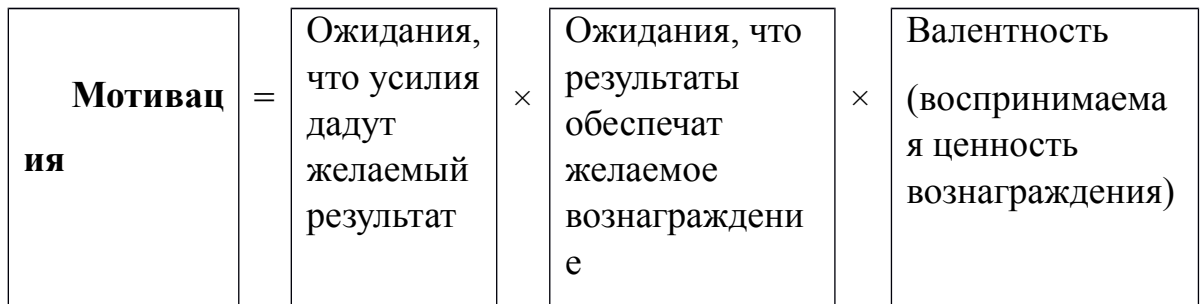 Мотивац
ия
=
Ожидания,
что усилия
дадут
желаемый
результат
×
Ожидания, что
результаты
обеспечат
желаемое
вознаграждени
е
×
Валентность
(воспринимаема
я ценность
вознаграждения)